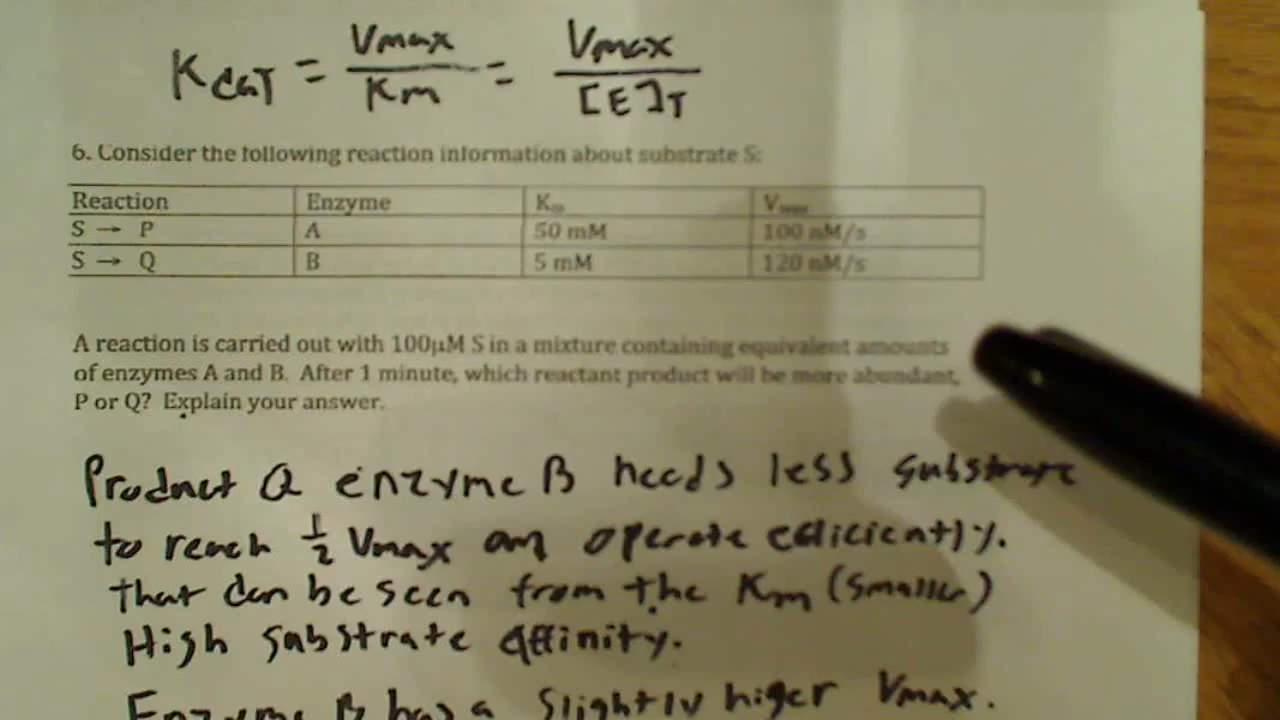 Kcat = Vmax / Km = Vmax / [E]T
6. Consider the following reaction information about substrate S:
Reaction Enzyme Km Vmax
S → P A 50 mM 100 nM/s
S → Q B 5 mM 120 nM/s
A reaction is carried out with 100μM S in a mixture containing equivalent amounts
of enzymes A and B. After 1 minute, which reactant product will be more abundant,
P or Q? Explain your answer.
Product Q enzyme B needs less substrate
to reach 1/2 Vmax an operate efficiently.
that can be seen from the Km (smaller)
High substrate affinity.
Enzyme B has a slightly higer Vmax.